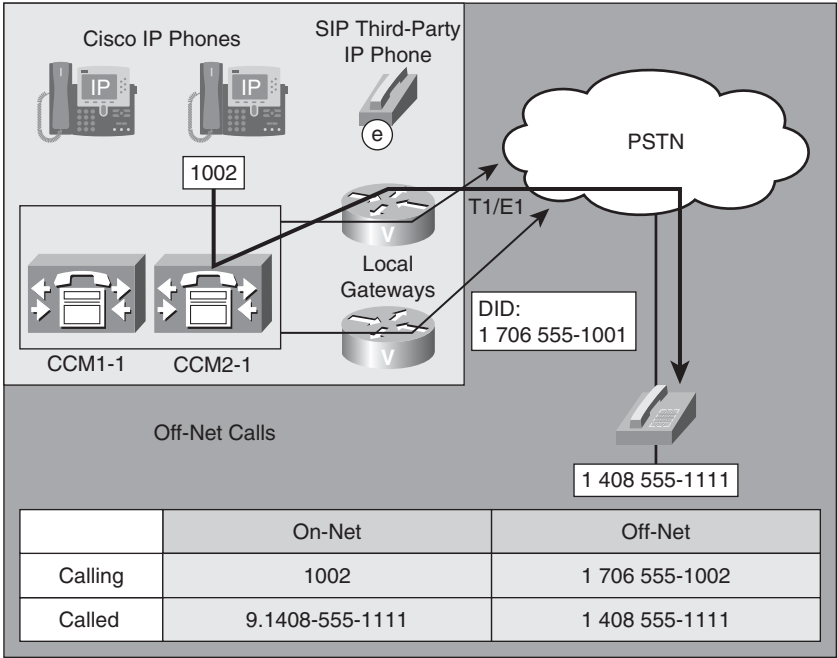 Cisco IP Phones
SIP Third-Party
IP Phone
IP
IP
e
PSTN
1002
T1/E1
V
Local
Gateways
V
DID:
1 706 555-1001
CCM1-1
CCM2-1
Off-Net Calls
1 408 555-1111
On-Net
Off-Net
Calling
1002
1 706 555-1002
Called
9.1408-555-1111
1 408 555-1111